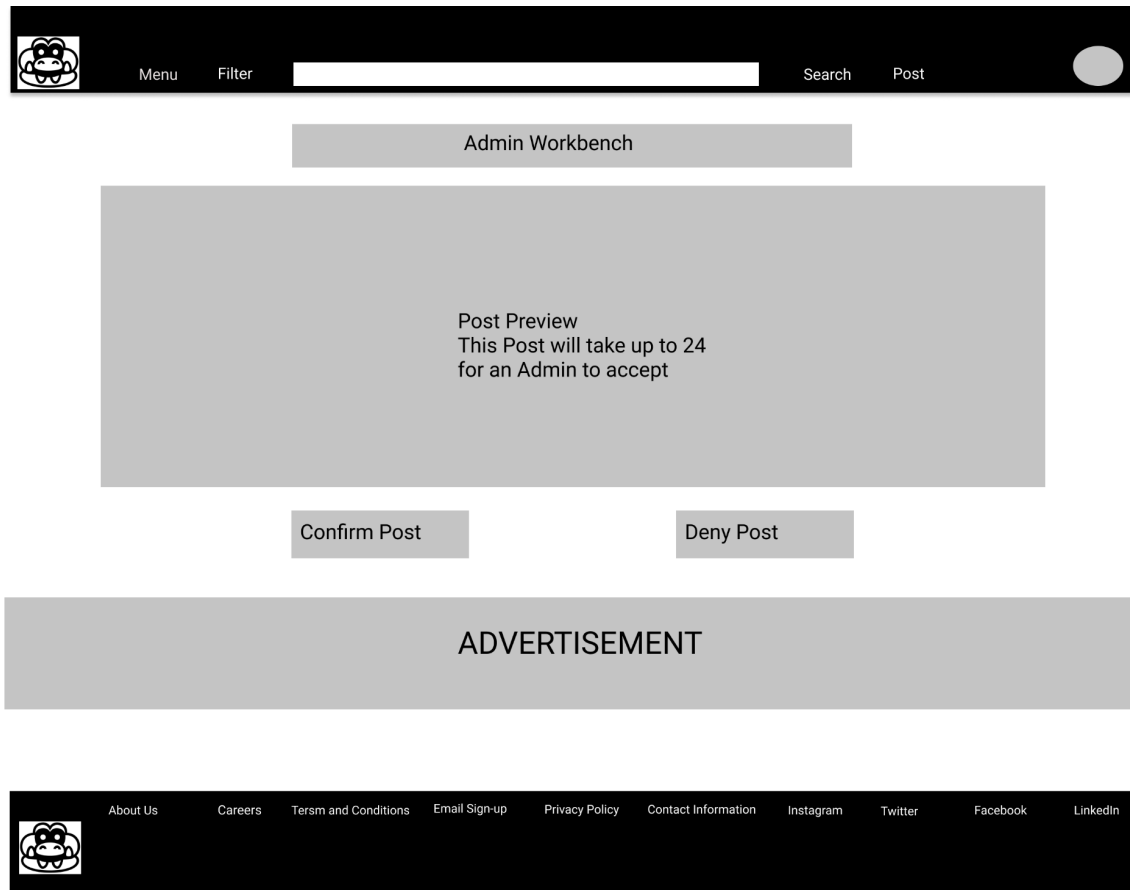 Menu Filter Search Post
Admin Workbench
Post Preview
This Post will take up to 24
for an Admin to accept
Confirm Post Deny Post
ADVERTISEMENT
About Us Careers Tersm and Conditions Email Sign-up Privacy Policy Contact Information Instagram Twitter Facebook LinkedIn